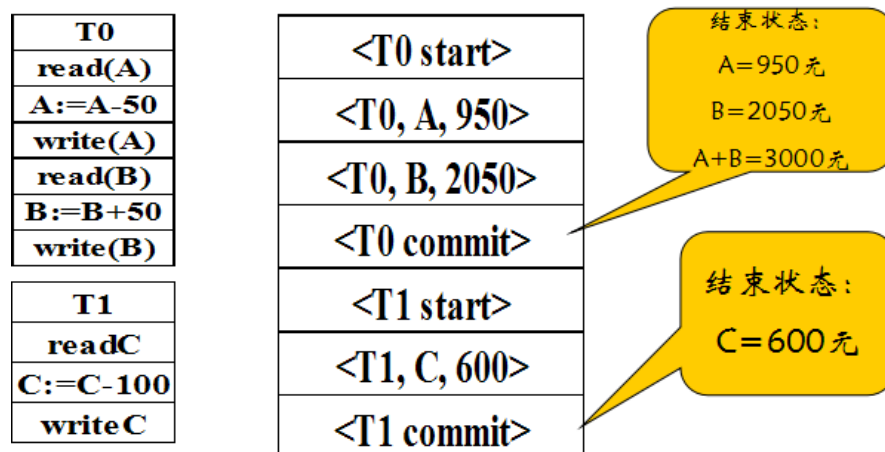 T0
read(A)
A:=A-50
write(A)
read(B)
B:=B+50
write(B)
T1
readC
C:=C-100
writeC
<T0 start>
<T0, A, 950>
<T0, B, 2050>
<T0 commit>
<T1 start>
<T1, C, 600>
<T1 commit>
结束状态:
A=950元
B=2050元
A+B=3000元
结束状态:
C=600元